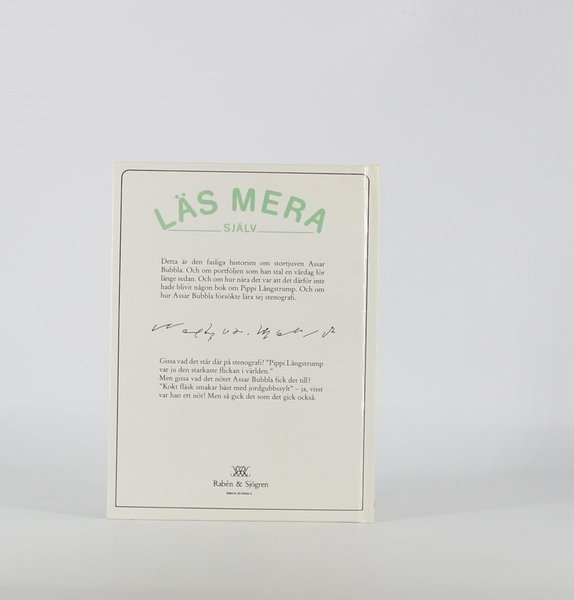 LÄS MERA
SJÄLV
Detta är den fasliga historien om stortjuven Assar
Bubbla. Och om portföljen som han stal en vårdag för
länge sedan. Och om hur nära det var att det därför inte
hade blivit någon bok om Pippi Långstrump. Och om
hur Assar Bubbla försökte lära sej stenografi.
Gissa vad det står där på stenografi! "Pippi Långstrump
var ju den starkaste flickan i världen."
Men gissa vad det nötet Assar Bubbla fick det till?
"Kokt fläsk smakar bäst med jordgubbssylt" – ja, visst
var han ett nöt! Men så gick det som det gick också.
Rabén & Sjögren